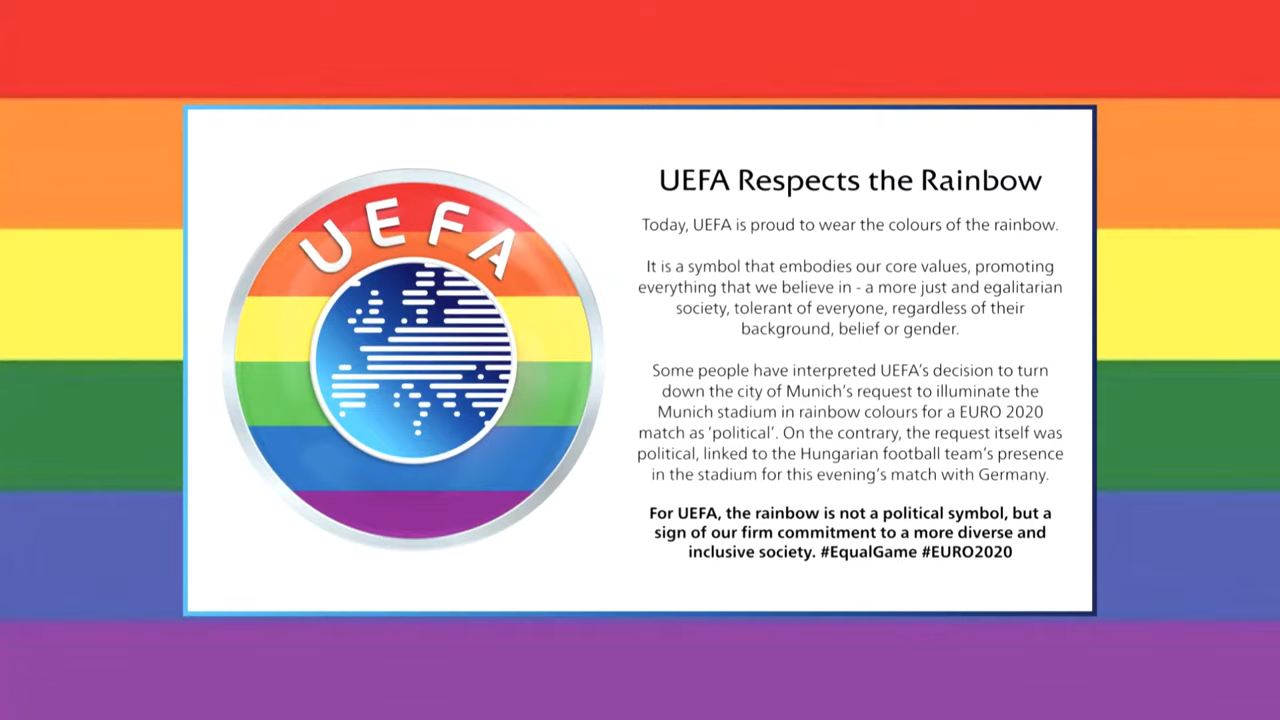 UEFA
UEFA Respects the Rainbow
Today, UEFA is proud to wear the colours of the rainbow.
It is a symbol that embodies our core values, promoting
everything that we believe in - a more just and egalitarian
society, tolerant of everyone, regardless of their
background, belief or gender.
Some people have interpreted UEFA’s decision to turn
down the city of Munich’s request to illuminate the
Munich stadium in rainbow colours for a EURO 2020
match as ‘political’. On the contrary, the request itself was
political, linked to the Hungarian football team’s presence
in the stadium for this evening’s match with Germany.
For UEFA, the rainbow is not a political symbol, but a
sign of our firm commitment to a more diverse and
inclusive society. #EqualGame #EURO2020